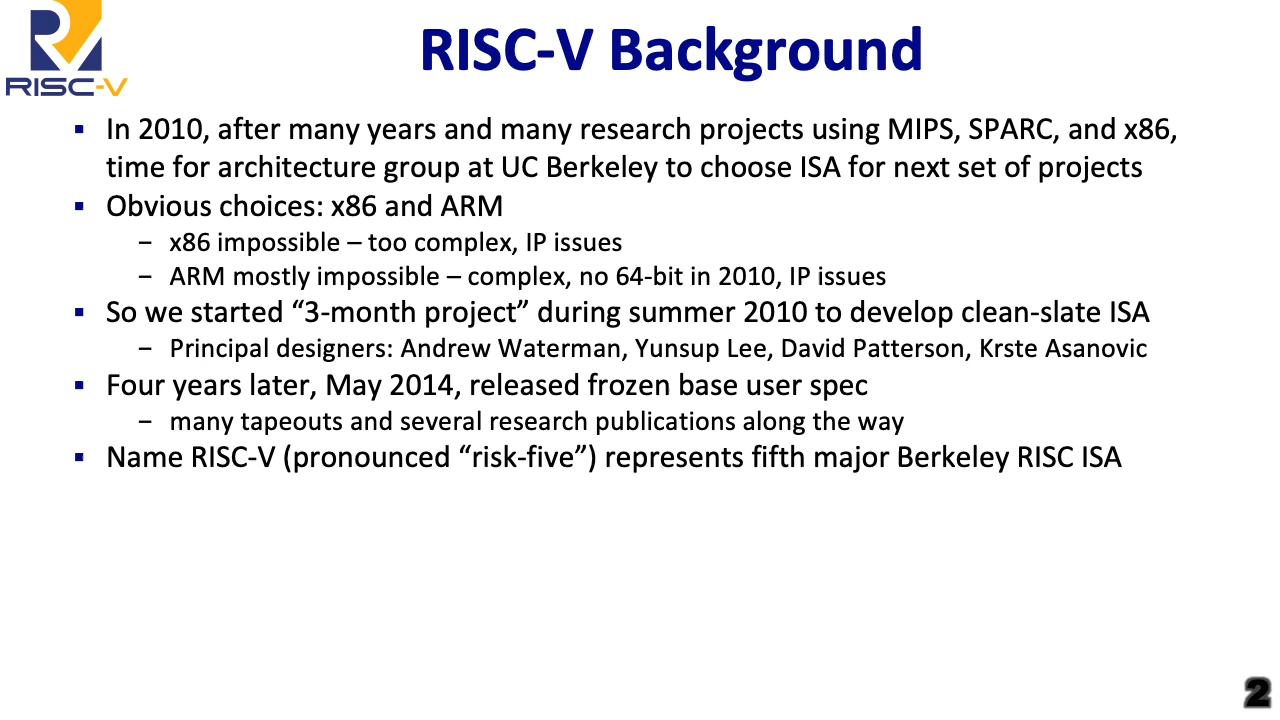 RISC-V
RISC-V Background
▪ In 2010, after many years and many research projects using MIPS, SPARC, and x86,
time for architecture group at UC Berkeley to choose ISA for next set of projects
▪ Obvious choices: x86 and ARM
– x86 impossible – too complex, IP issues
– ARM mostly impossible – complex, no 64-bit in 2010, IP issues
▪ So we started “3-month project” during summer 2010 to develop clean-slate ISA
– Principal designers: Andrew Waterman, Yunsup Lee, David Patterson, Krste Asanovic
▪ Four years later, May 2014, released frozen base user spec
– many tapeouts and several research publications along the way
▪ Name RISC-V (pronounced “risk-five”) represents fifth major Berkeley RISC ISA
2